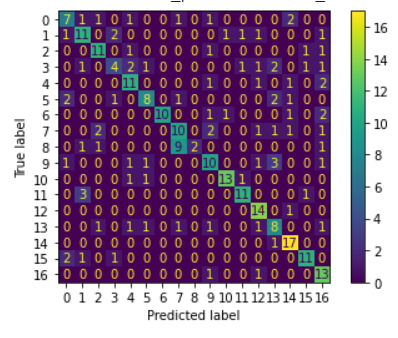 0 7 1 1 0 1 0 0 1 0 1 0 0 0 0 2 0 0
1 1 11 0 2 0 0 0 0 0 0 1 1 1 0 0 1 1
2 0 0 11 0 1 0 0 0 0 1 0 0 0 0 0 1 1
3 0 1 0 4 2 1 0 0 0 0 0 1 1 2 0 1 1
4 0 0 0 0 11 0 0 0 0 1 0 0 1 0 1 0 2
5 2 0 0 1 0 8 0 1 0 0 0 0 0 2 1 0 0
6 0 0 0 0 0 0 10 0 0 1 1 0 0 0 1 0 2
7 0 0 2 0 0 0 0 10 0 2 0 0 1 1 1 0 1
8 0 1 1 0 0 0 0 9 2 0 0 0 0 0 0 0 1
9 1 0 0 0 1 1 0 0 0 10 0 0 1 3 0 0 1
10 0 0 0 0 1 1 0 0 0 0 13 1 0 0 0 0 0
11 0 3 0 0 0 0 0 0 0 0 0 11 0 0 0 1 0
12 0 0 0 0 0 0 0 0 0 0 0 0 14 0 1 0 0
13 0 0 1 0 1 1 0 1 0 1 0 0 1 8 0 0 1
14 0 0 0 0 0 0 0 0 0 0 0 0 0 1 17 0 0
15 2 1 0 1 0 0 0 0 0 0 0 0 0 0 0 11 0
16 0 0 0 0 0 0 0 0 0 1 0 0 1 0 0 0 13
0 1 2 3 4 5 6 7 8 9 10 11 12 13 14 15 16
True label
Predicted label
16
14
12
10
8
6
4
2
0